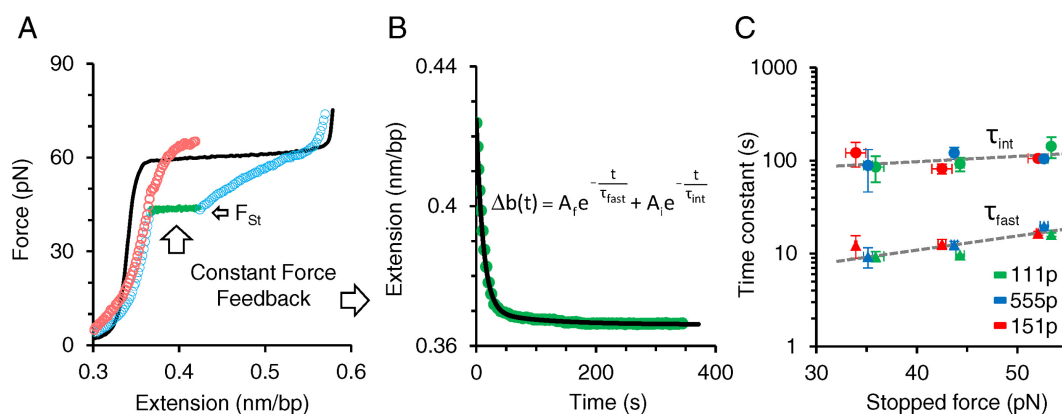 A
Force (pN)
90
60
30
0
0.3
0.4
0.5
0.6
Extension (nm/bp)
F_St
Constant Force
Feedback
B
Extension (nm/bp)
0.44
0.4
0.36
0
200
400
Time (s)
Δb(t) = A_f e^{-t/τ_fast} + A_i e^{-t/τ_int}
C
Time constant (s)
1000
100
10
1
30
40
50
Stopped force (pN)
τ_int
τ_fast
111p
555p
151p